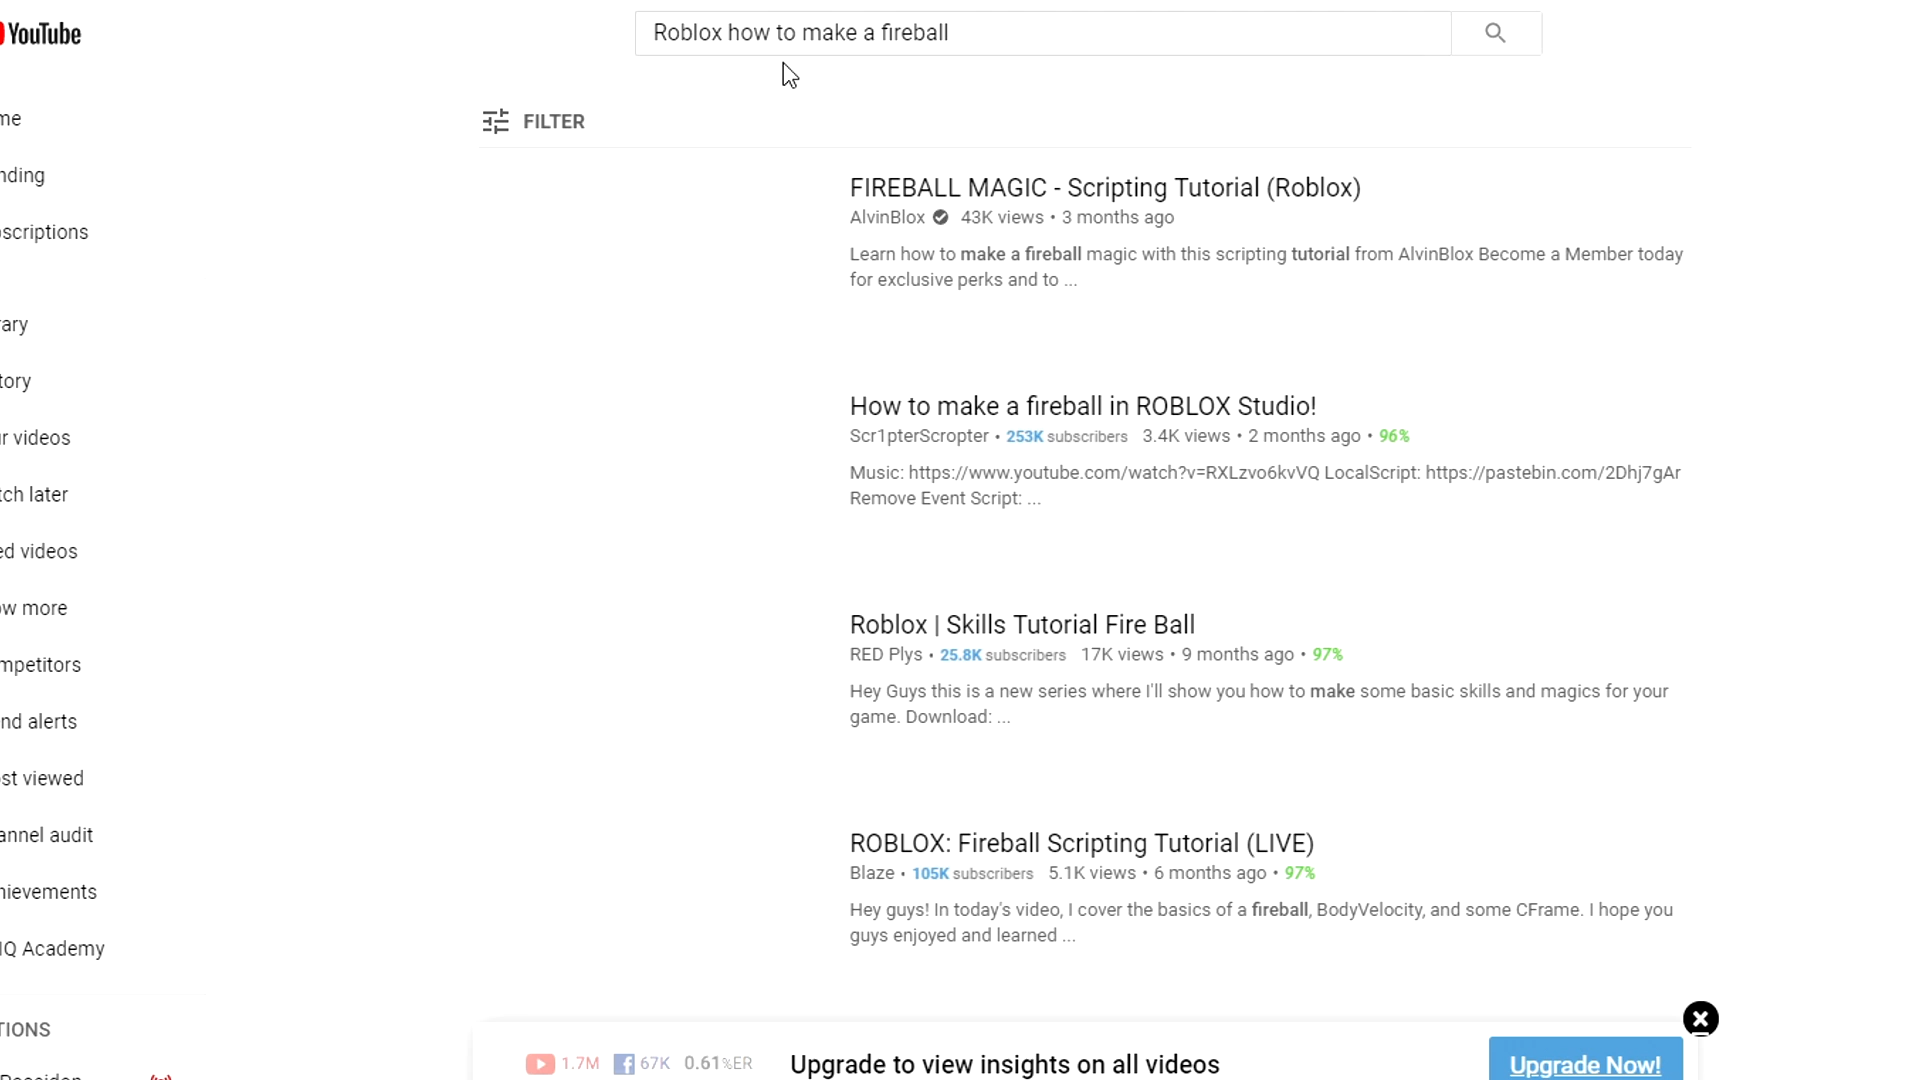 YouTube
Roblox how to make a fireball
me
nding
scriptions
ary
tory
r videos
tch later
ed videos
ow more
mpetitors
nd alerts
st viewed
annel audit
hievements
IQ Academy
TIONS
FILTER
FIREBALL MAGIC - Scripting Tutorial (Roblox)
AlvinBlox 43K views • 3 months ago
Learn how to make a fireball magic with this scripting tutorial from AlvinBlox Become a Member today
for exclusive perks and to ...
How to make a fireball in ROBLOX Studio!
Scr1pterScropter • 253K subscribers 3.4K views • 2 months ago • 96%
Music: https://www.youtube.com/watch?v=RXLzvo6kvVQ LocalScript: https://pastebin.com/2Dhj7gAr
Remove Event Script: ...
Roblox | Skills Tutorial Fire Ball
RED Plys • 25.8K subscribers 17K views • 9 months ago • 97%
Hey Guys this is a new series where I'll show you how to make some basic skills and magics for your
game. Download: ...
ROBLOX: Fireball Scripting Tutorial (LIVE)
Blaze • 105K subscribers 5.1K views • 6 months ago • 97%
Hey guys! In today's video, I cover the basics of a fireball, BodyVelocity, and some CFrame. I hope you
guys enjoyed and learned ...
1.7M 67K 0.61%ER Upgrade to view insights on all videos Upgrade Now!